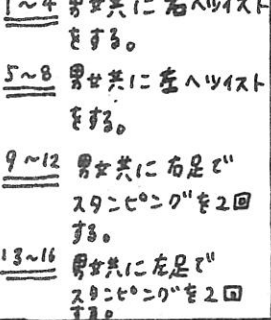 1~4 男女共に右へツイスト
をする。
5~8 男女共に左へツイスト
をする。
9~12 男女共に右足で
スタンピングを2回
する。
13~16 男女共に左足で
スタンピングを2回
する。